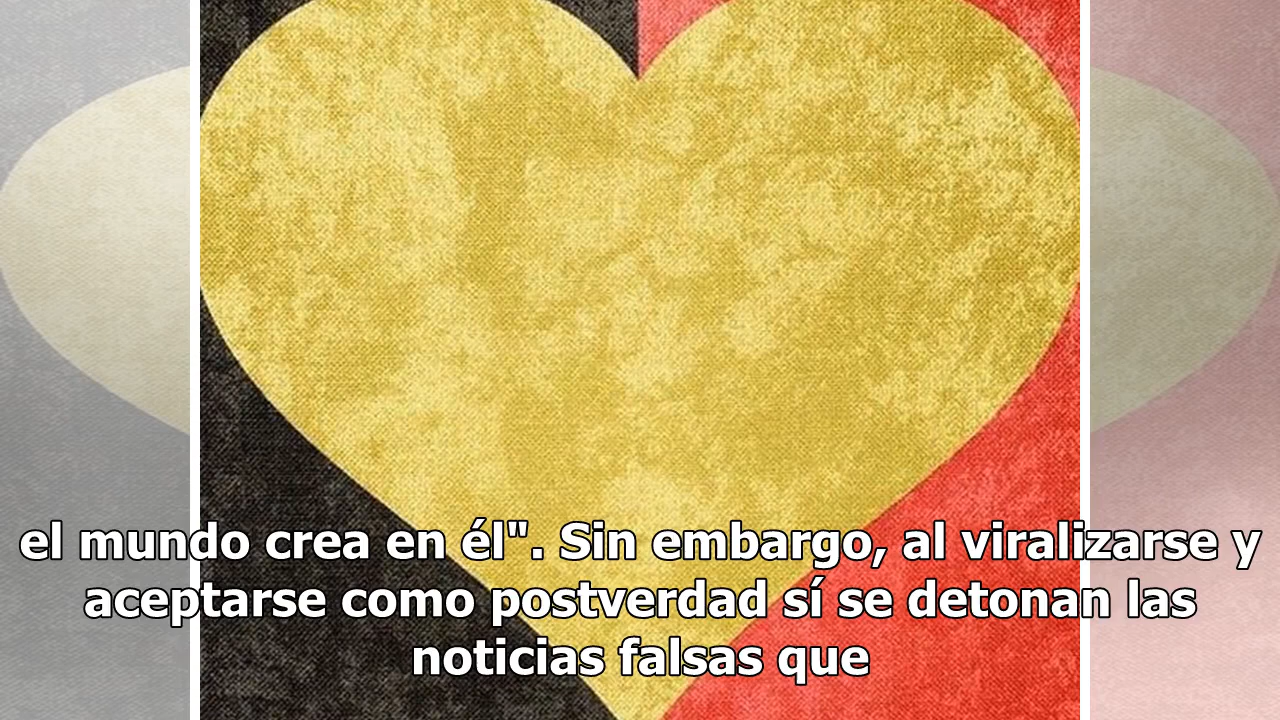 el mundo crea en él". Sin embargo, al viralizarse y
aceptarse como postverdad sí se detonan las
noticias falsas que